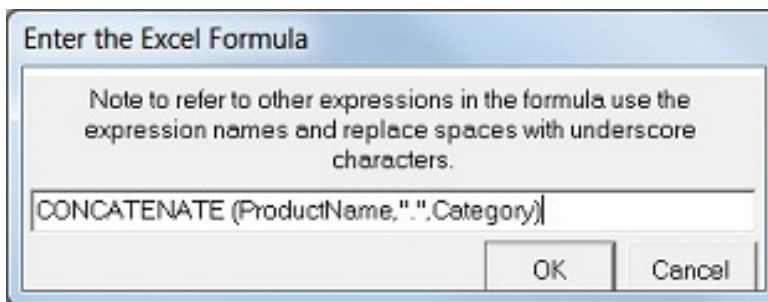 Enter the Excel Formula
Note to refer to other expressions in the formula use the
expression names and replace spaces with underscore
characters.
CONCATENATE (ProductName,".",Category)
OK Cancel